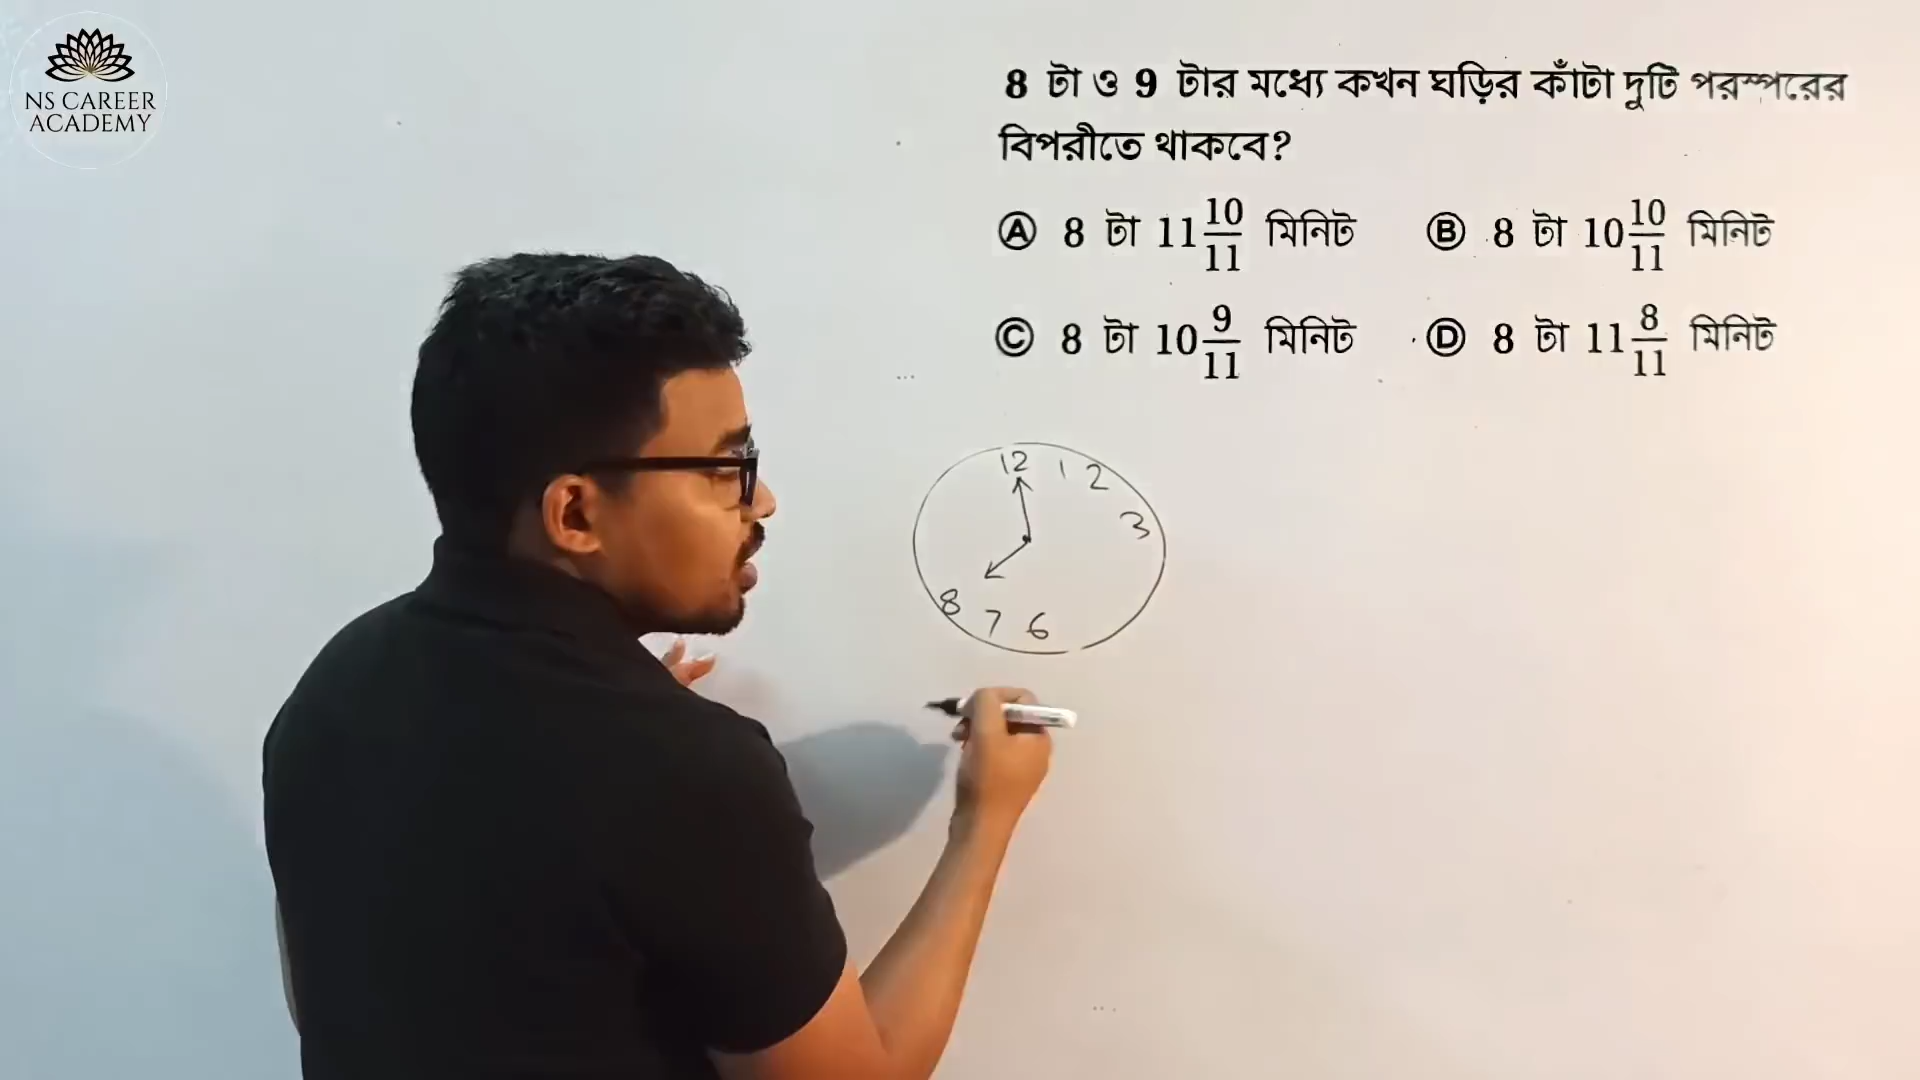 NS CAREER
ACADEMY
8 টা ও 9 টার মধ্যে কখন ঘড়ির কাঁটা দুটি পরস্পরের
বিপরীতে থাকবে?
Ⓐ 8 টা 11 10/11 মিনিট Ⓑ 8 টা 10 10/11 মিনিট
Ⓒ 8 টা 10 9/11 মিনিট Ⓓ 8 টা 11 8/11 মিনিট
12 1 2
3
8 7 6